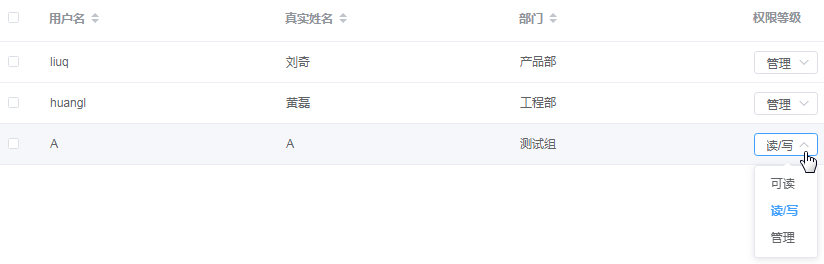 用户名 真实姓名 部门 权限等级
liuq 刘奇 产品部 管理
huangl 黄磊 工程部 管理
A A 测试组 读/写
可读
读/写
管理